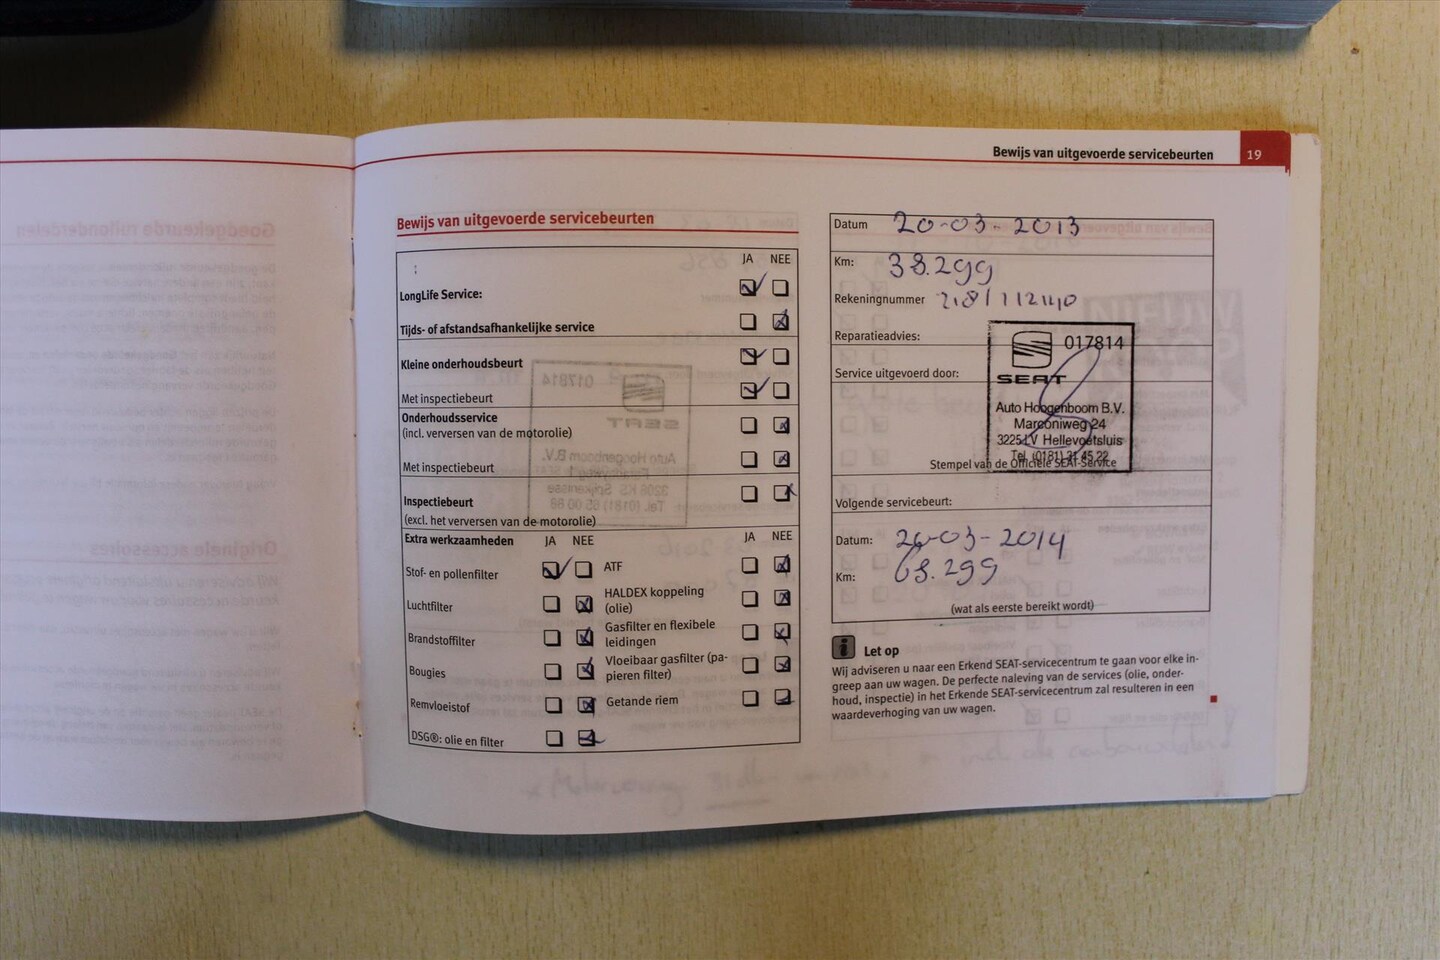 Bewijs van uitgevoerde servicebeurten 19
Bewijs van uitgevoerde servicebeurten
JA NEE
LongLife Service:
Tijds- of afstandsafhankelijke service
Kleine onderhoudsbeurt
Met inspectiebeurt
Onderhoudsservice
(incl. verversen van de motorolie)
Met inspectiebeurt
Inspectiebeurt
(excl. het verversen van de motorolie)
Extra werkzaamheden JA NEE JA NEE
Stof- en pollenfilter
Luchtfilter
Brandstoffilter
Bougies
Remvloeistof
DSG®: olie en filter
ATF
HALDEX koppeling
(olie)
Gasfilter en flexibele
leidingen
Vloeibaar gasfilter (pa-
pieren filter)
Getande riem
Datum 20-03-2013
Km: 38.299
Rekeningnummer
Reparatieadvies:
Service uitgevoerd door:
017814
SEAT
Auto Hoogenboom B.V.
Marconiweg 24
3225 LV Hellevoetsluis
Tel. (0181) 31 45 22
Stempel van de Officiële SEAT-Service
Volgende servicebeurt:
Datum: 20-03-2014
Km: 68.299
(wat als eerste bereikt wordt)
Let op
Wij adviseren u naar een Erkend SEAT-servicecentrum te gaan voor elke in-
greep aan uw wagen. De perfecte naleving van de services (olie, onder-
houd, inspectie) in het Erkende SEAT-servicecentrum zal resulteren in een
waardeverhoging van uw wagen.